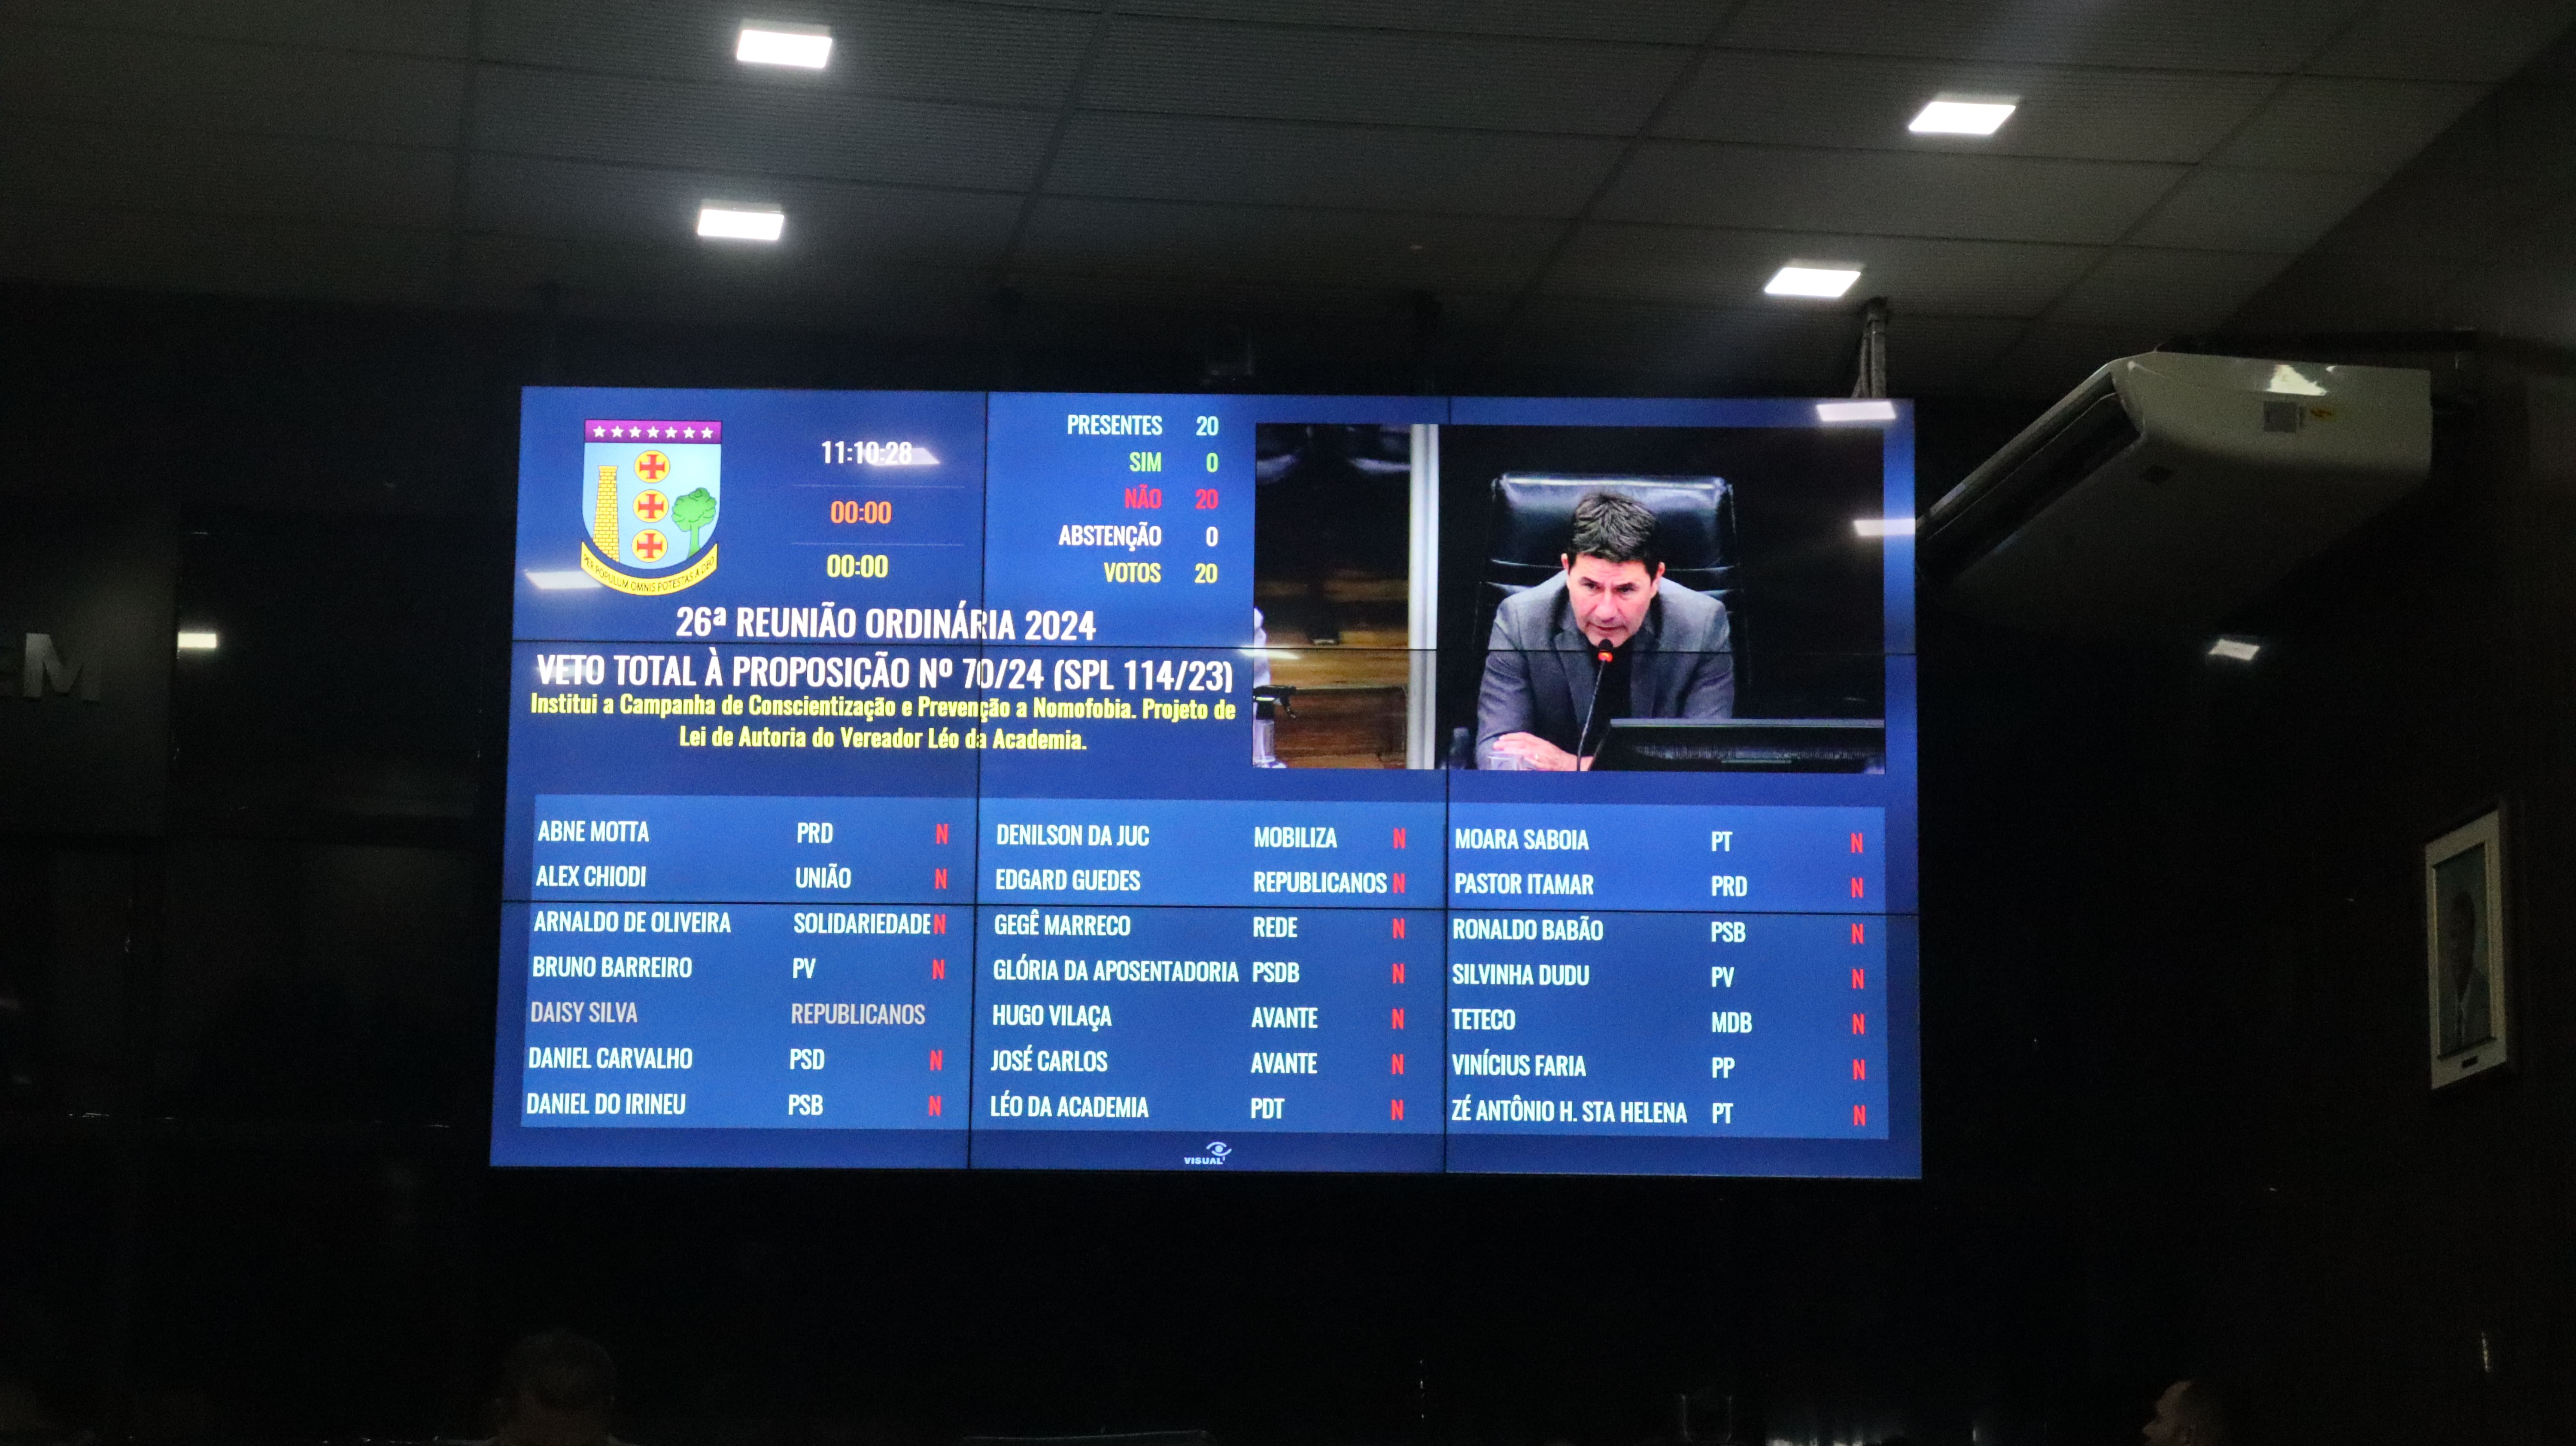 EM
11:10:28
00:00
00:00
PER POPULUM OMNIS POTESTAS A DEO
PRESENTES 20
SIM 0
NÃO 20
ABSTENÇÃO 0
VOTOS 20
26ª REUNIÃO ORDINÁRIA 2024
VETO TOTAL À PROPOSIÇÃO Nº 70/24 (SPL 114/23)
Institui a Campanha de Conscientização e Prevenção a Nomofobia. Projeto de
Lei de Autoria do Vereador Léo da Academia.
ABNE MOTTA PRD N
ALEX CHIODI UNIÃO N
ARNALDO DE OLIVEIRA SOLIDARIEDADE N
BRUNO BARREIRO PV N
DAISY SILVA REPUBLICANOS
DANIEL CARVALHO PSD N
DANIEL DO IRINEU PSB N
DENILSON DA JUC MOBILIZA N
EDGARD GUEDES REPUBLICANOS N
GEGÊ MARRECO REDE N
GLÓRIA DA APOSENTADORIA PSDB N
HUGO VILAÇA AVANTE N
JOSÉ CARLOS AVANTE N
LÉO DA ACADEMIA PDT N
MOARA SABOIA PT N
PASTOR ITAMAR PRD N
RONALDO BABÃO PSB N
SILVINHA DUDU PV N
TETECO MDB N
VINÍCIUS FARIA PP N
ZÉ ANTÔNIO H. STA HELENA PT N
VISUAL